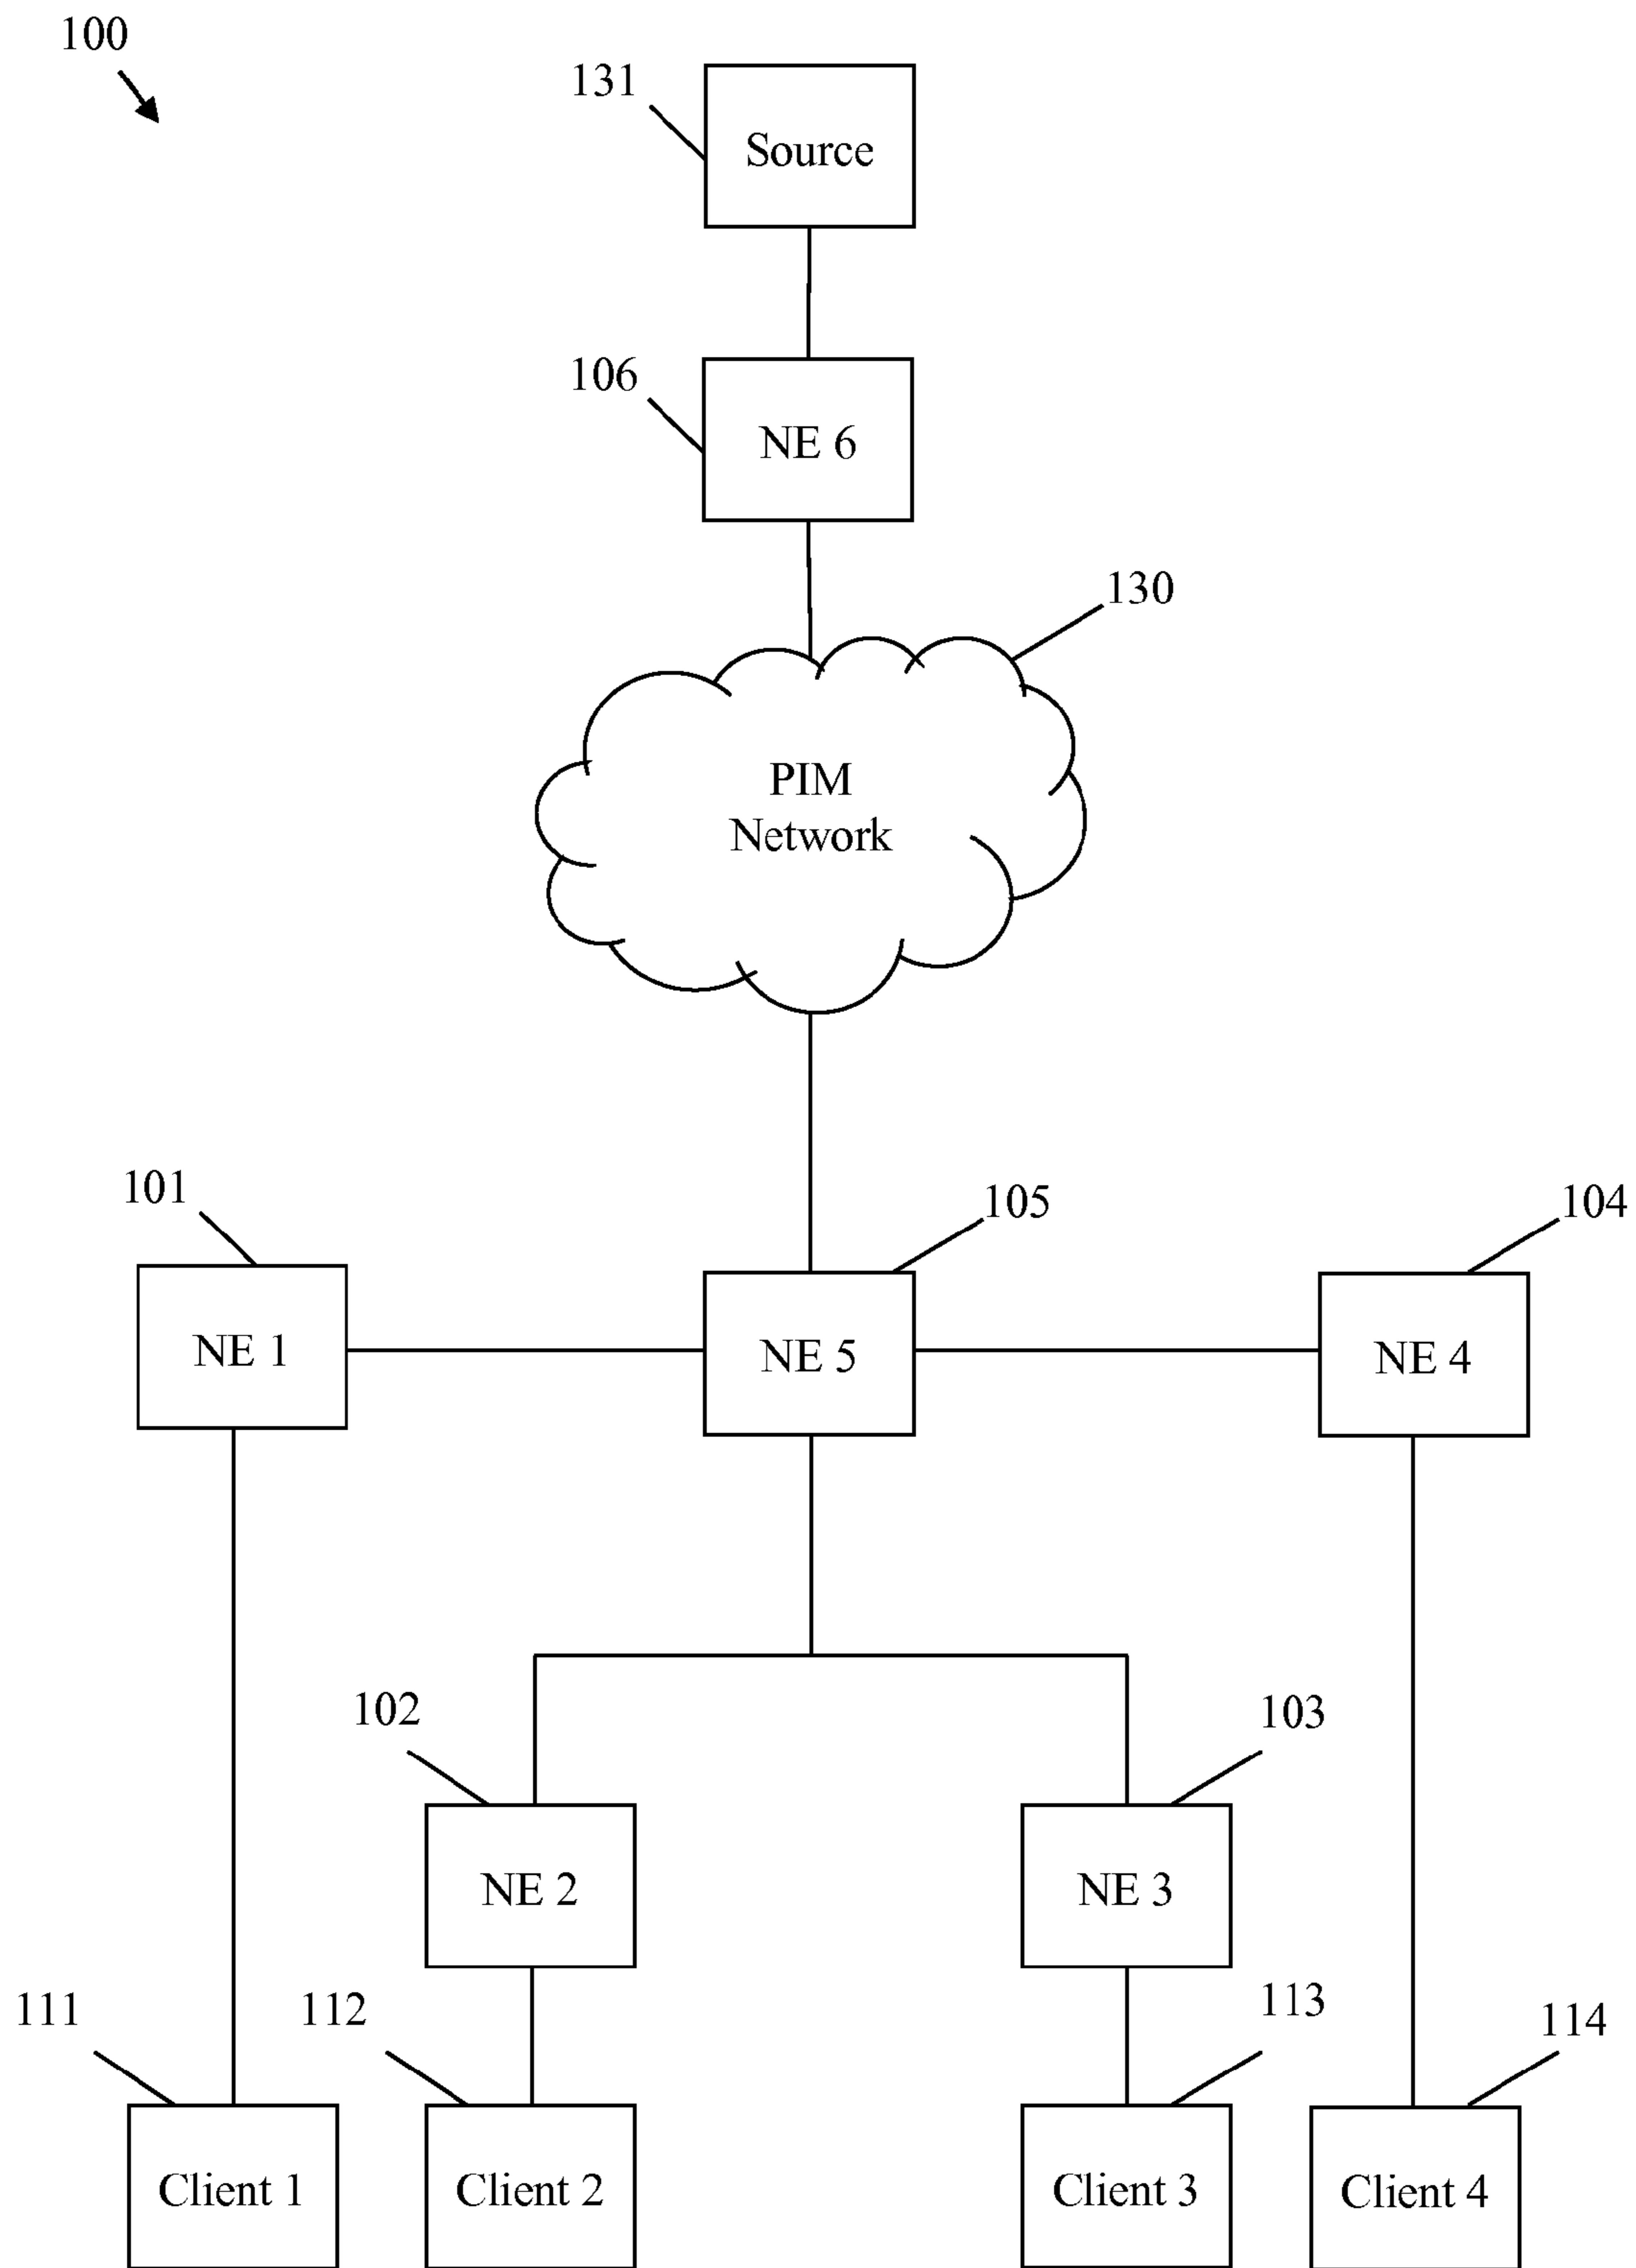 100
131
Source
106
NE 6
130
PIM
Network
101
105
104
NE 1
NE 5
NE 4
102
103
NE 2
NE 3
111
112
113
114
Client 1
Client 2
Client 3
Client 4